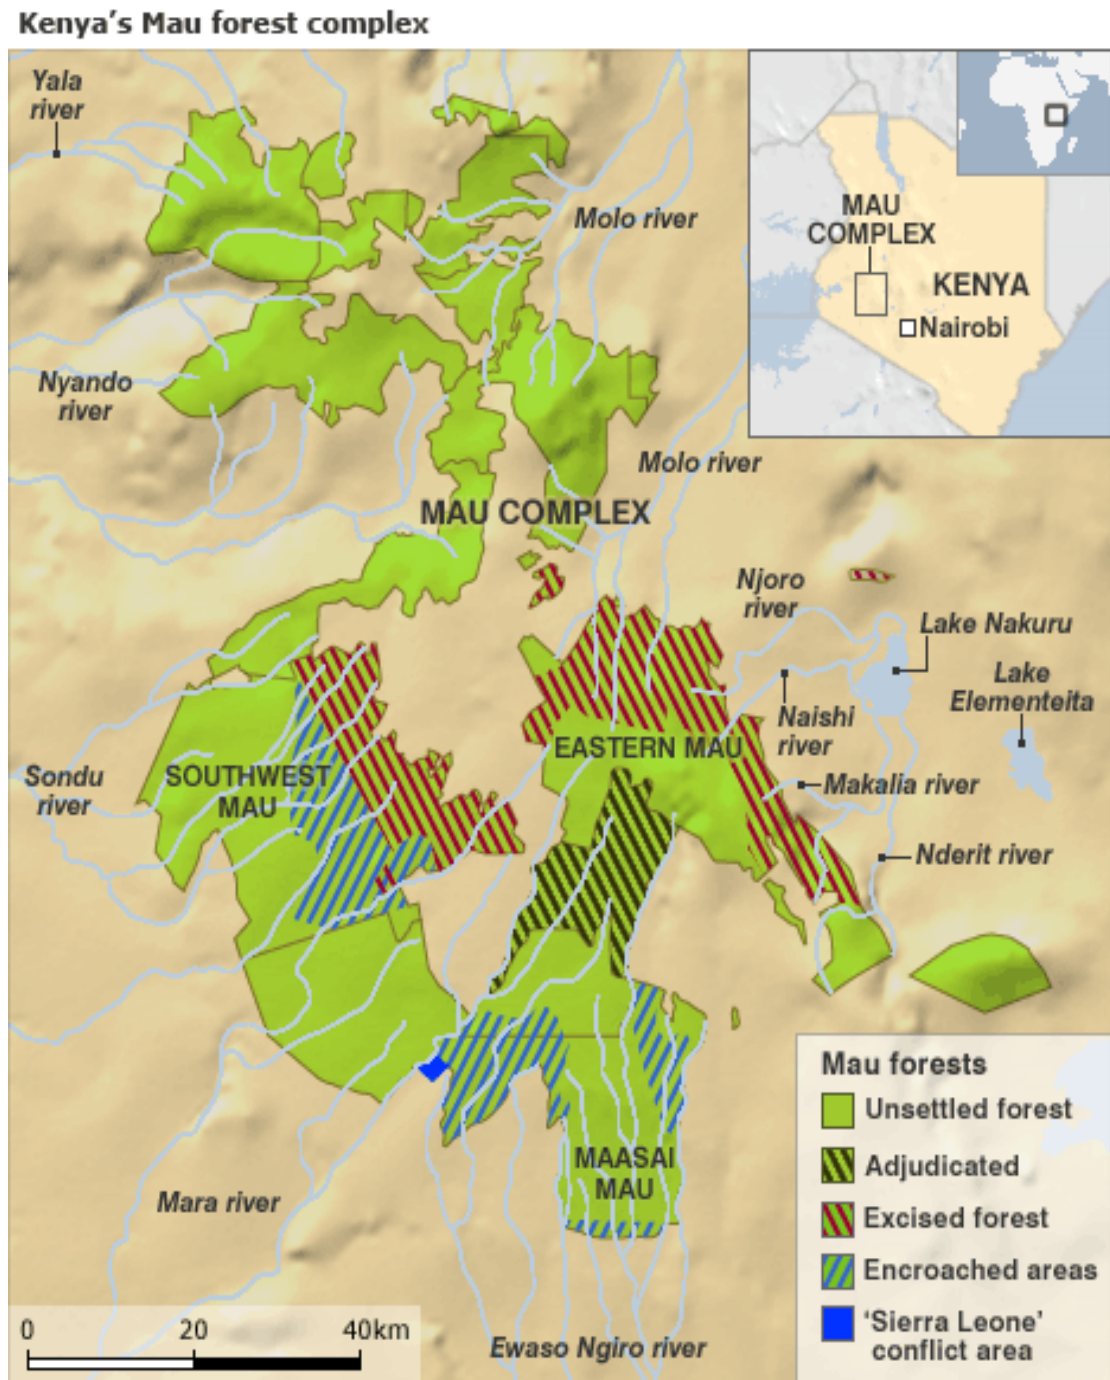 Kenya's Mau forest complex
Yala
river
Molo river
MAU
COMPLEX
KENYA
Nairobi
Nyando
river
Molo river
MAU COMPLEX
Njoro
river
Lake Nakuru
Lake
Elementeita
Naishi
river
EASTERN MAU
SOUTHWEST
MAU
Sondu
river
Makalia river
Nderit river
Mau forests
Unsettled forest
Adjudicated
Excised forest
Encroached areas
'Sierra Leone'
conflict area
MAASAI
MAU
Mara river
Ewaso Ngiro river
0 20 40km